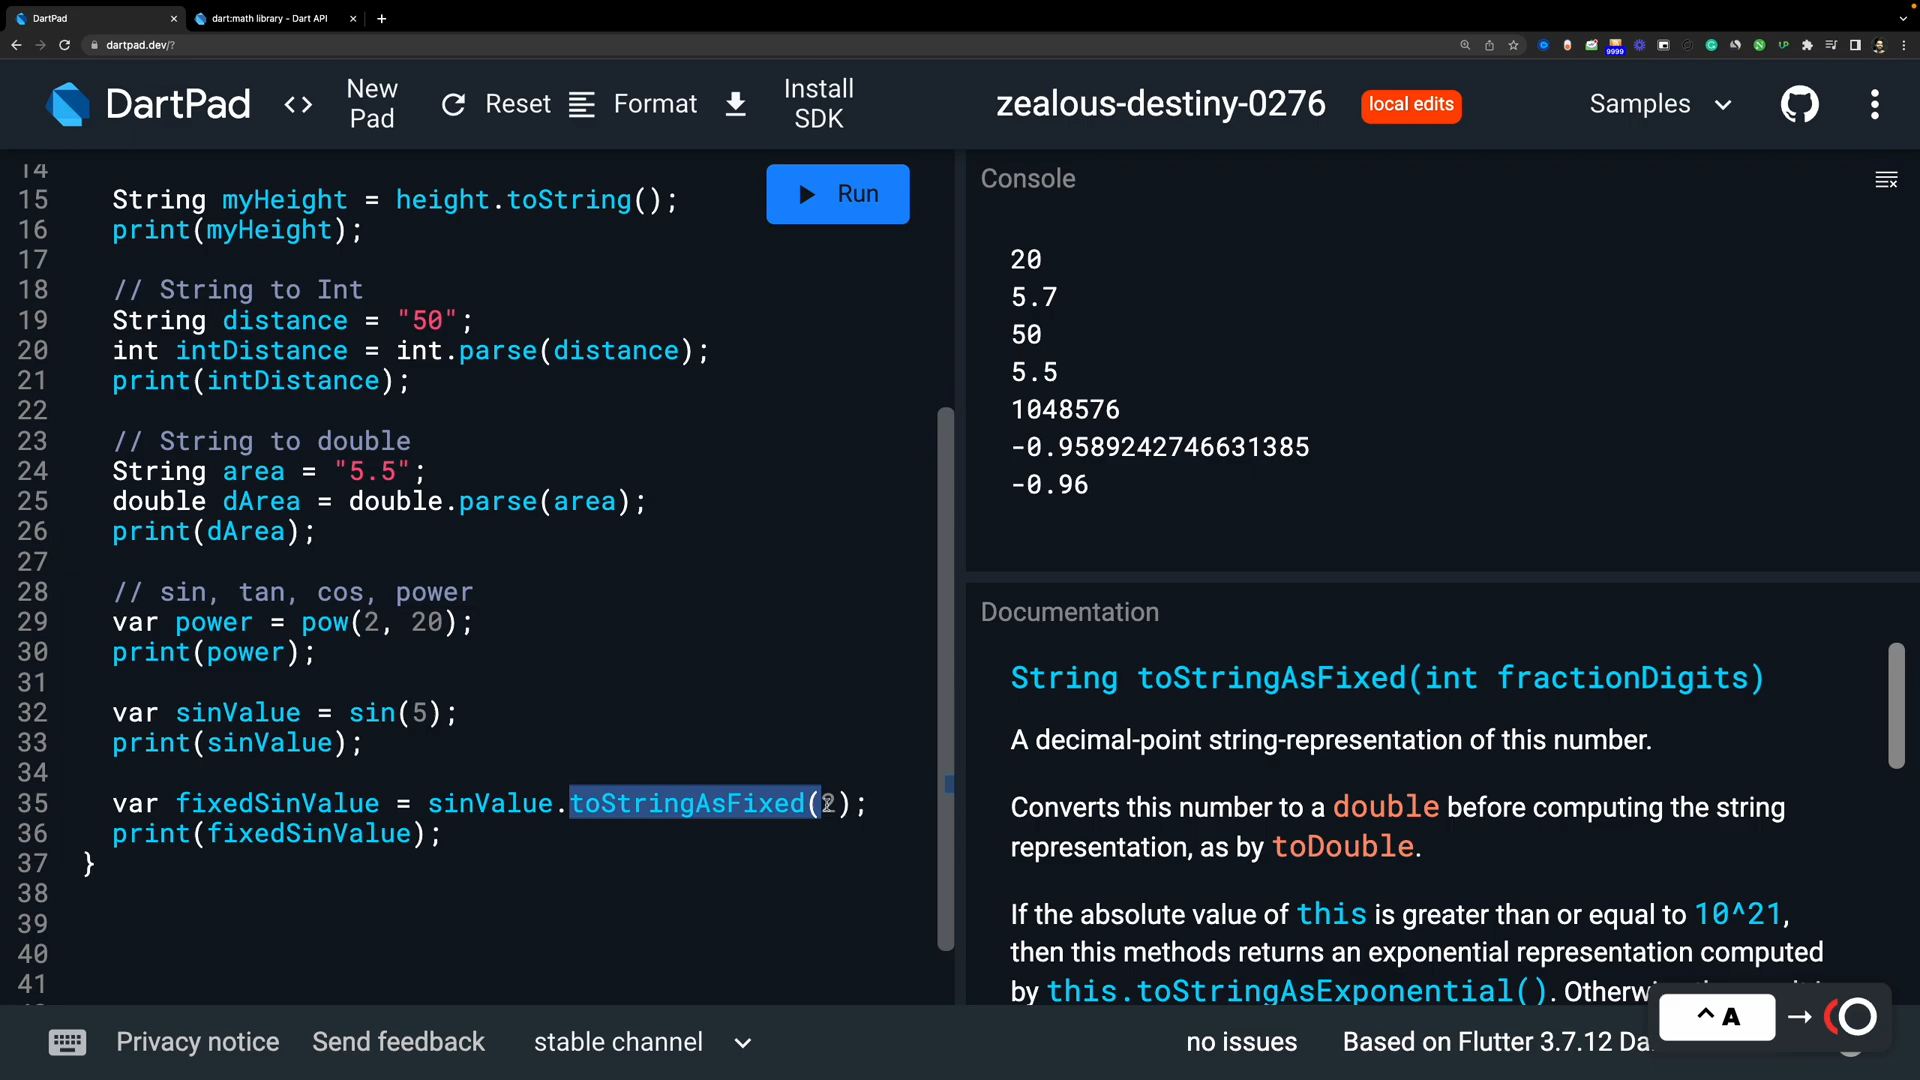 DartPad
dart:math library - Dart API
dartpad.dev/?
9999
DartPad
New Pad
Reset
Format
Install SDK
zealous-destiny-0276
local edits
Samples
14
15 String myHeight = height.toString();
16 print(myHeight);
17
18 // String to Int
19 String distance = "50";
20 int intDistance = int.parse(distance);
21 print(intDistance);
22
23 // String to double
24 String area = "5.5";
25 double dArea = double.parse(area);
26 print(dArea);
27
28 // sin, tan, cos, power
29 var power = pow(2, 20);
30 print(power);
31
32 var sinValue = sin(5);
33 print(sinValue);
34
35 var fixedSinValue = sinValue.toStringAsFixed(2);
36 print(fixedSinValue);
37 }
38
39
40
41
Run
Console
20
5.7
50
5.5
1048576
-0.9589242746631385
-0.96
Documentation
String toStringAsFixed(int fractionDigits)
A decimal-point string-representation of this number.
Converts this number to a double before computing the string
representation, as by toDouble.
If the absolute value of this is greater than or equal to 10^21,
then this methods returns an exponential representation computed
by this.toStringAsExponential(). Otherwi
^ A →
Privacy notice
Send feedback
stable channel
no issues
Based on Flutter 3.7.12 Da